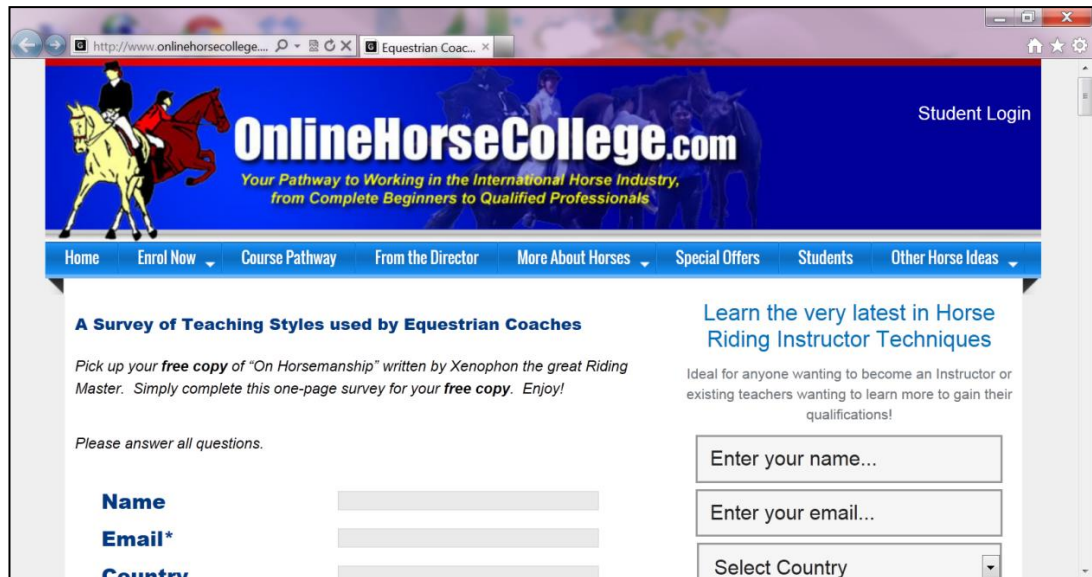 http://www.onlinehorsecollege....
Equestrian Coac...
Student Login
OnlineHorseCollege.com
Your Pathway to Working in the International Horse Industry,
from Complete Beginners to Qualified Professionals
Home Enrol Now Course Pathway From the Director More About Horses Special Offers Students Other Horse Ideas
A Survey of Teaching Styles used by Equestrian Coaches
Pick up your free copy of “On Horsemanship” written by Xenophon the great Riding
Master. Simply complete this one-page survey for your free copy. Enjoy!
Please answer all questions.
Name
Email*
Country
Learn the very latest in Horse
Riding Instructor Techniques
Ideal for anyone wanting to become an Instructor or
existing teachers wanting to learn more to gain their
qualifications!
Enter your name...
Enter your email...
Select Country